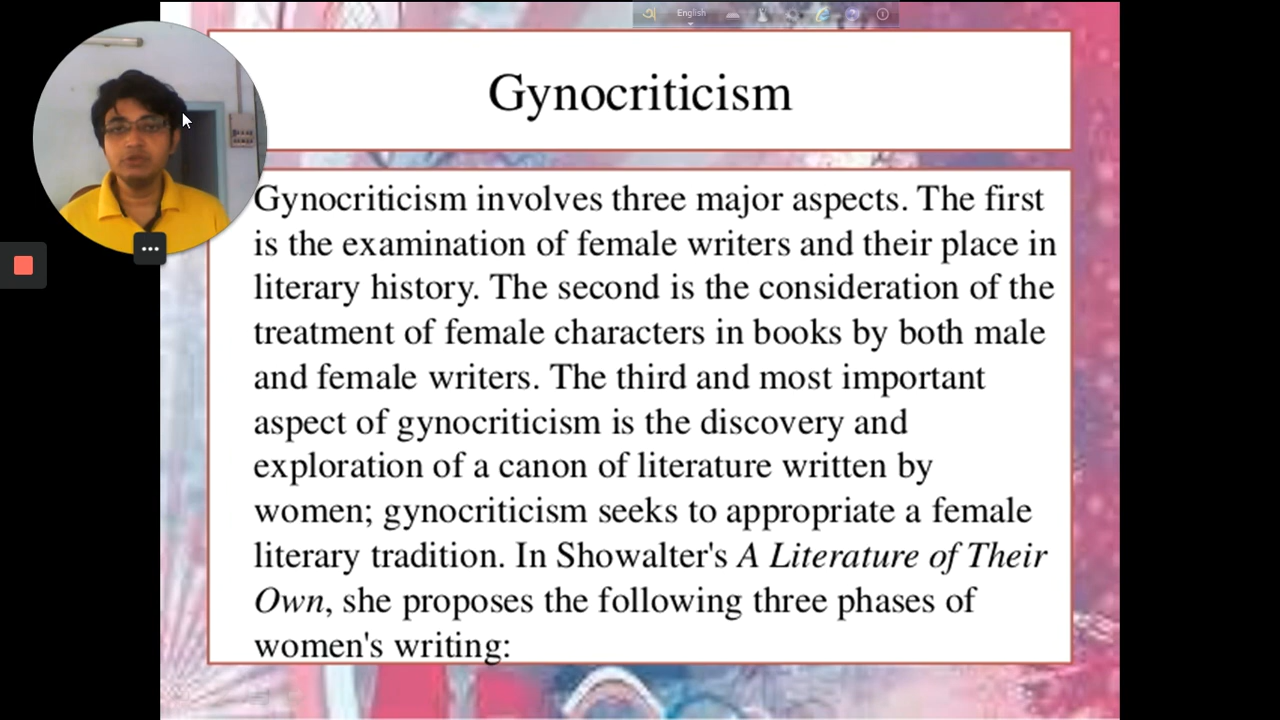 অ English
Gynocriticism
Gynocriticism involves three major aspects. The first
is the examination of female writers and their place in
literary history. The second is the consideration of the
treatment of female characters in books by both male
and female writers. The third and most important
aspect of gynocriticism is the discovery and
exploration of a canon of literature written by
women; gynocriticism seeks to appropriate a female
literary tradition. In Showalter's A Literature of Their
Own, she proposes the following three phases of
women's writing: